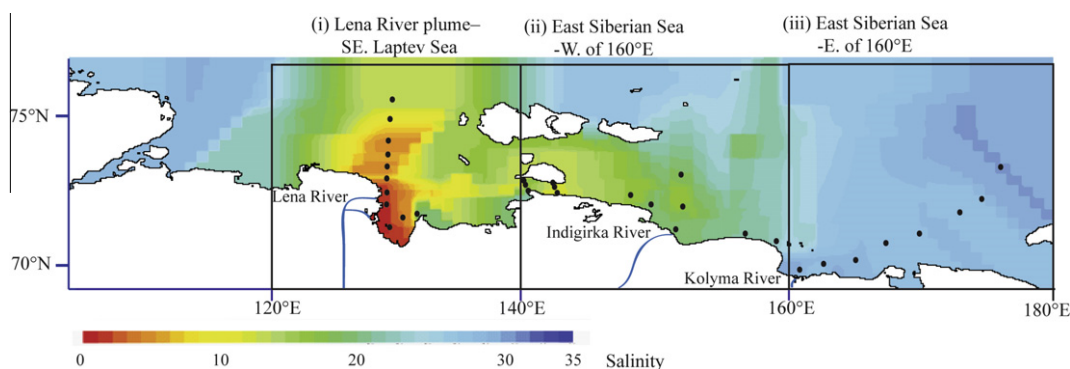 (i) Lena River plume–
SE. Laptev Sea
(ii) East Siberian Sea
-W. of 160°E
(iii) East Siberian Sea
-E. of 160°E
75°N
Lena River
Indigirka River
70°N
Kolyma River
120°E
140°E
160°E
180°E
0
10
20
30
35
Salinity